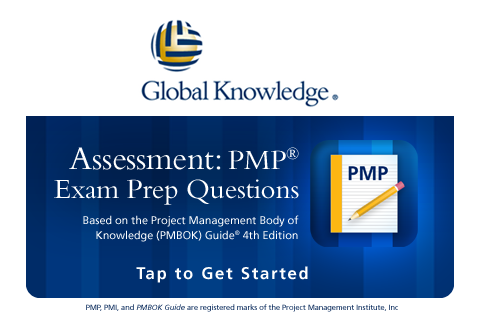 Global Knowledge®
Assessment: PMP®
Exam Prep Questions
PMP
Based on the Project Management Body of
Knowledge (PMBOK) Guide® 4th Edition
Tap to Get Started
PMP, PMI, and PMBOK Guide are registered marks of the Project Management Institute, Inc